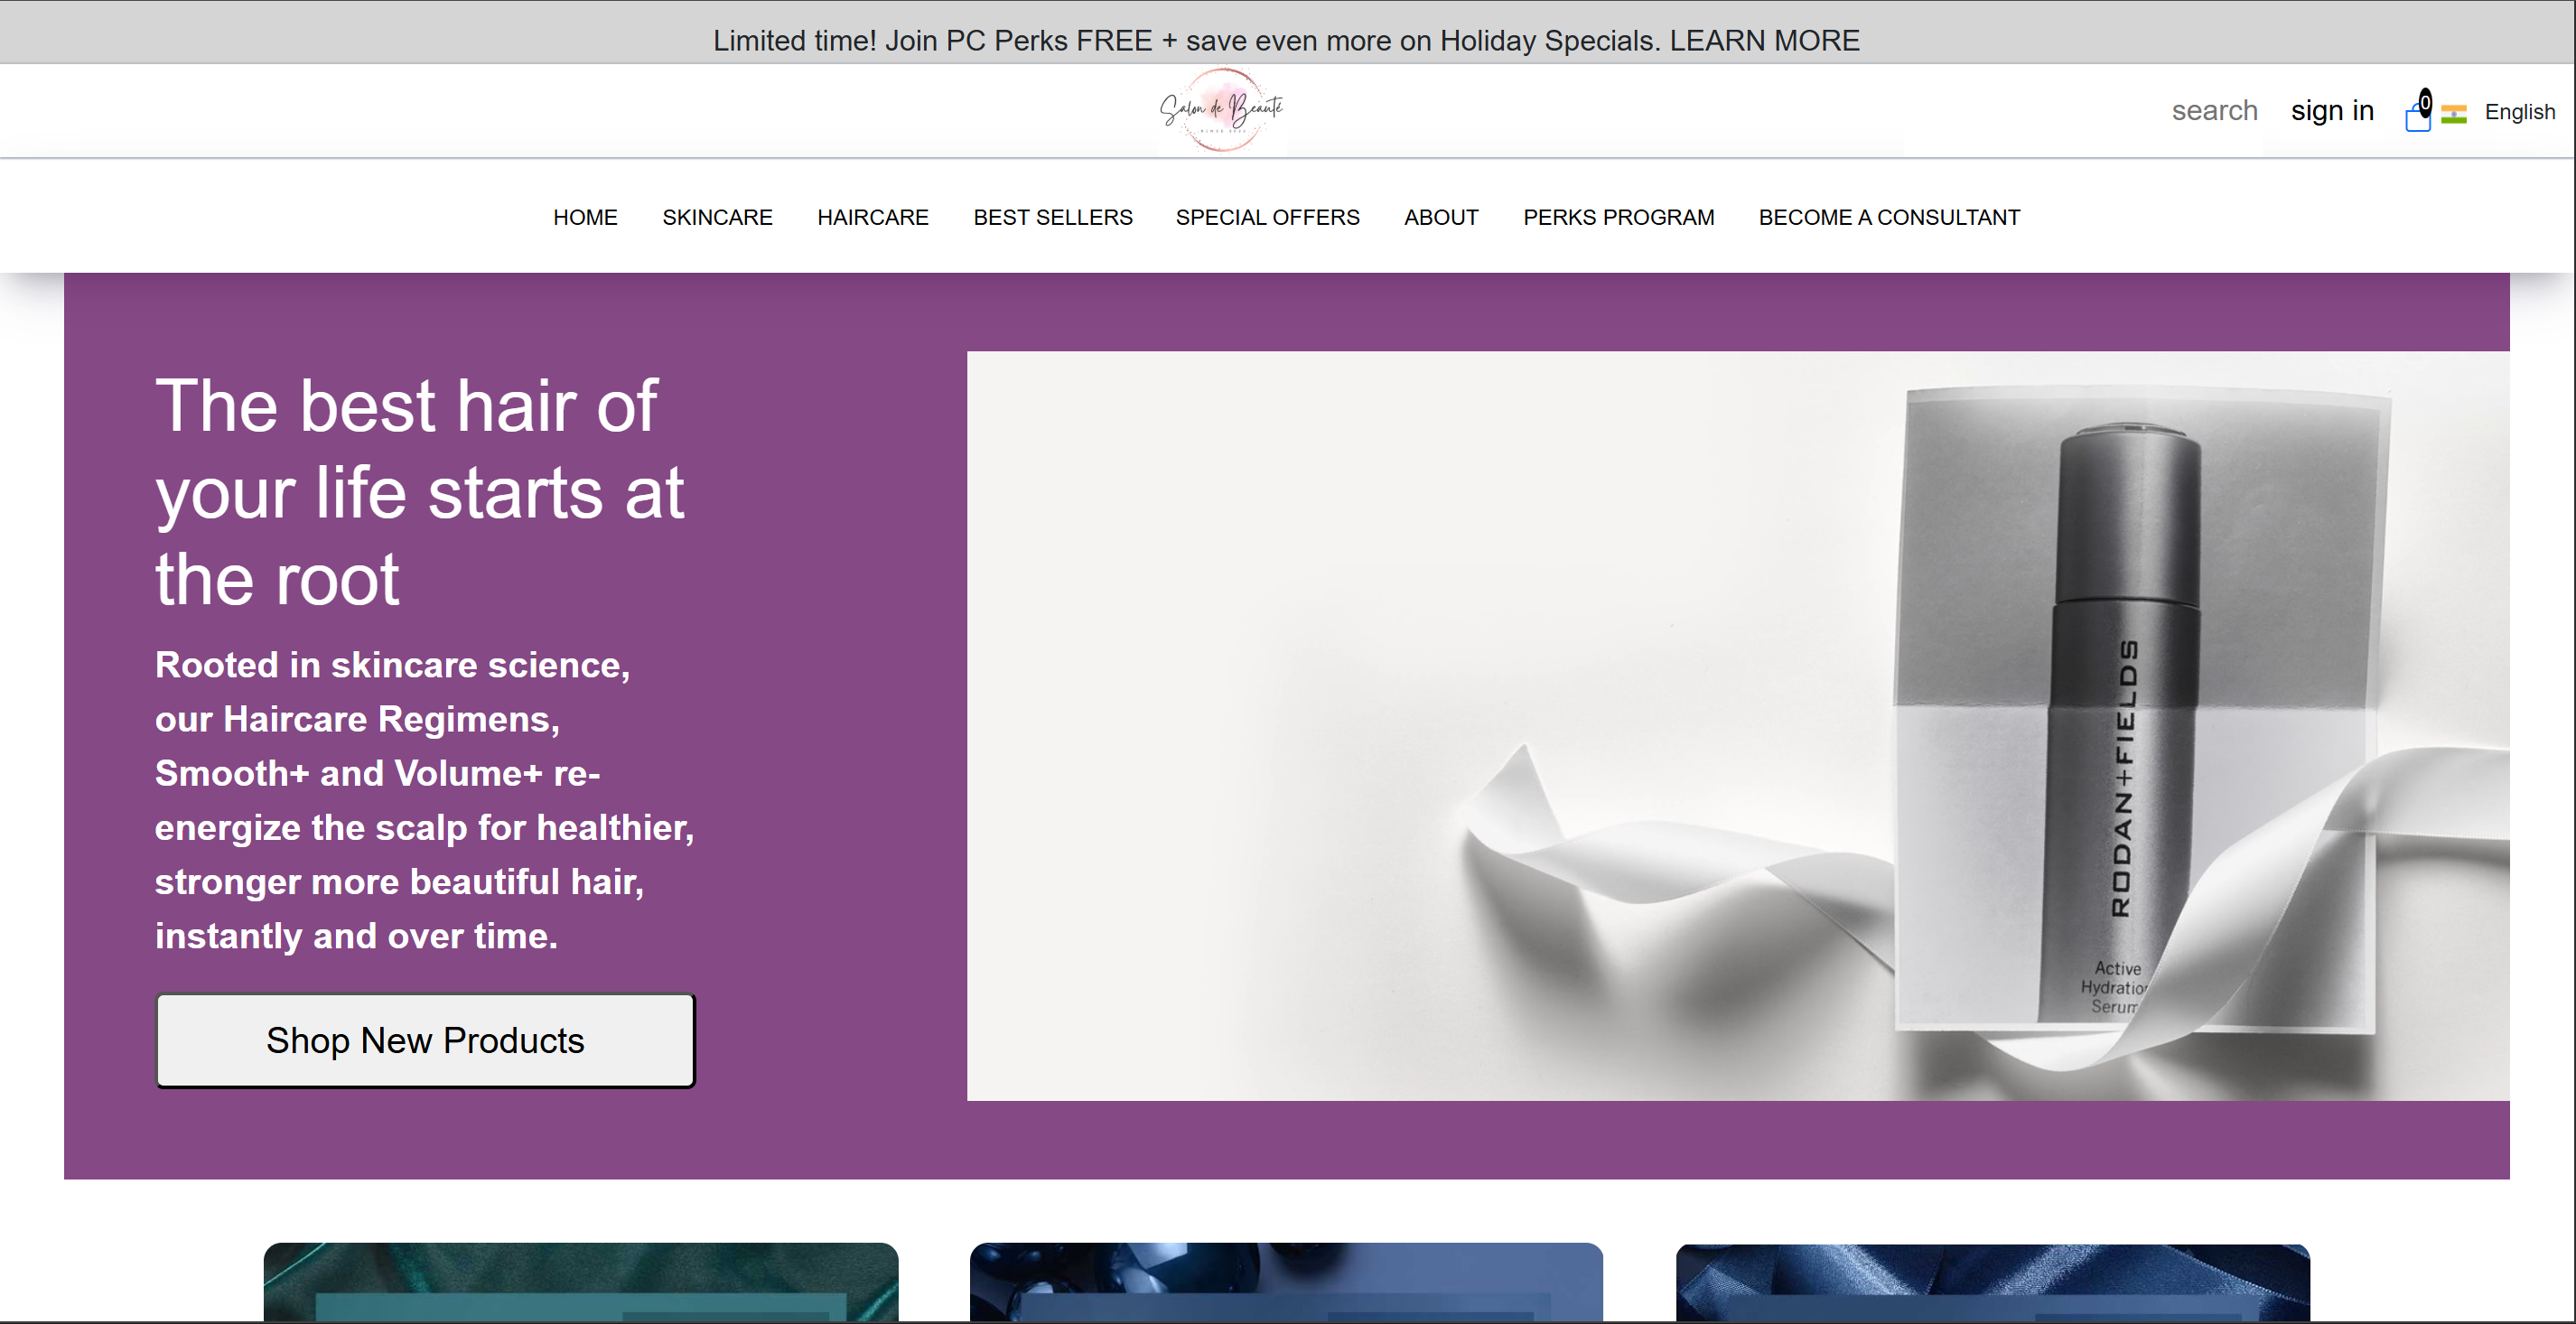 Limited time! Join PC Perks FREE + save even more on Holiday Specials. LEARN MORE
Salon de Beauté
search
sign in
0
English
HOME
SKINCARE
HAIRCARE
BEST SELLERS
SPECIAL OFFERS
ABOUT
PERKS PROGRAM
BECOME A CONSULTANT
The best hair of
your life starts at
the root
Rooted in skincare science,
our Haircare Regimens,
Smooth+ and Volume+ re-
energize the scalp for healthier,
stronger more beautiful hair,
instantly and over time.
Shop New Products
RODAN+FIELDS
Active
Hydration
Serum